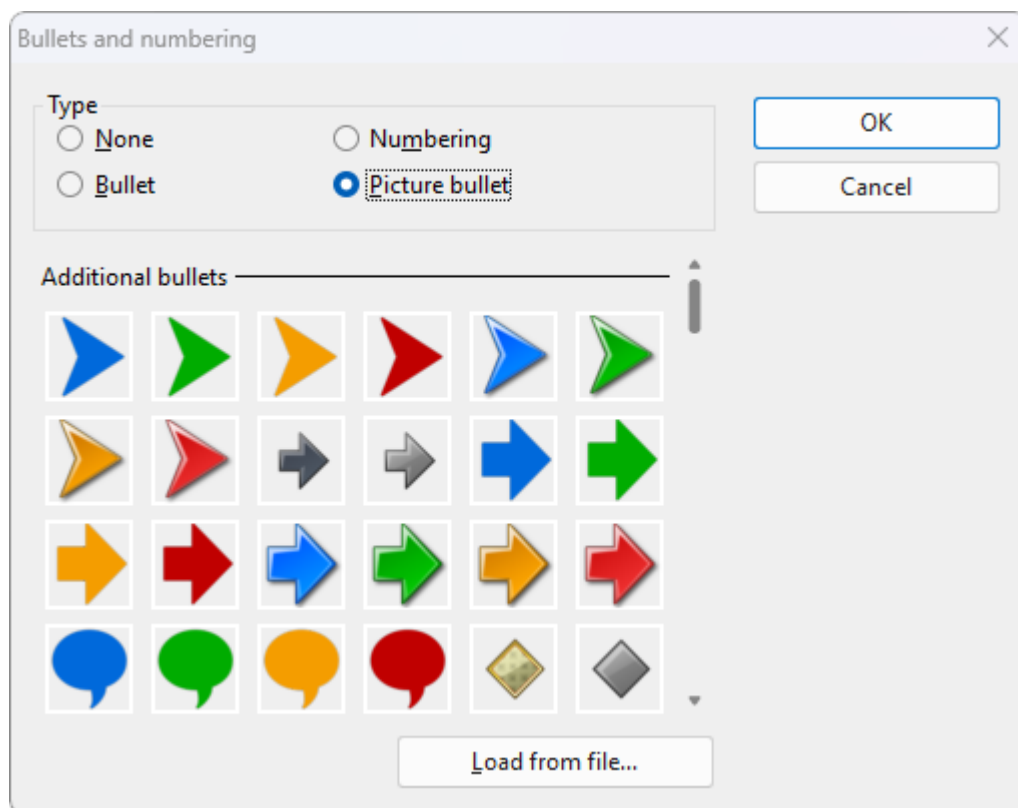 Bullets and numbering
Type
None
Numbering
Bullet
Picture bullet
OK
Cancel
Additional bullets
Load from file...